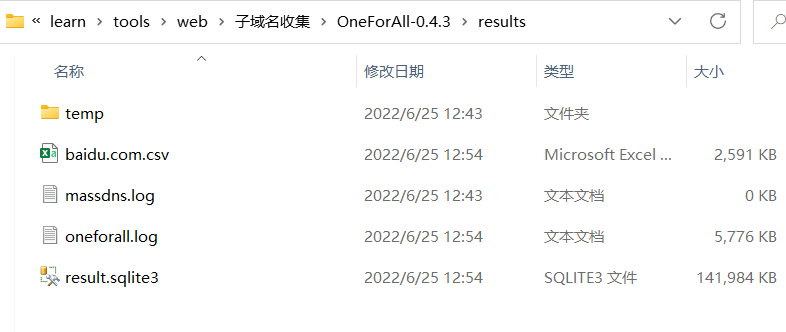 « learn > tools > web > 子域名收集 > OneForAll-0.4.3 > results
名称 修改日期 类型 大小
temp 2022/6/25 12:43 文件夹
baidu.com.csv 2022/6/25 12:54 Microsoft Excel ... 2,591 KB
massdns.log 2022/6/25 12:43 文本文档 0 KB
oneforall.log 2022/6/25 12:54 文本文档 5,776 KB
result.sqlite3 2022/6/25 12:54 SQLITE3 文件 141,984 KB